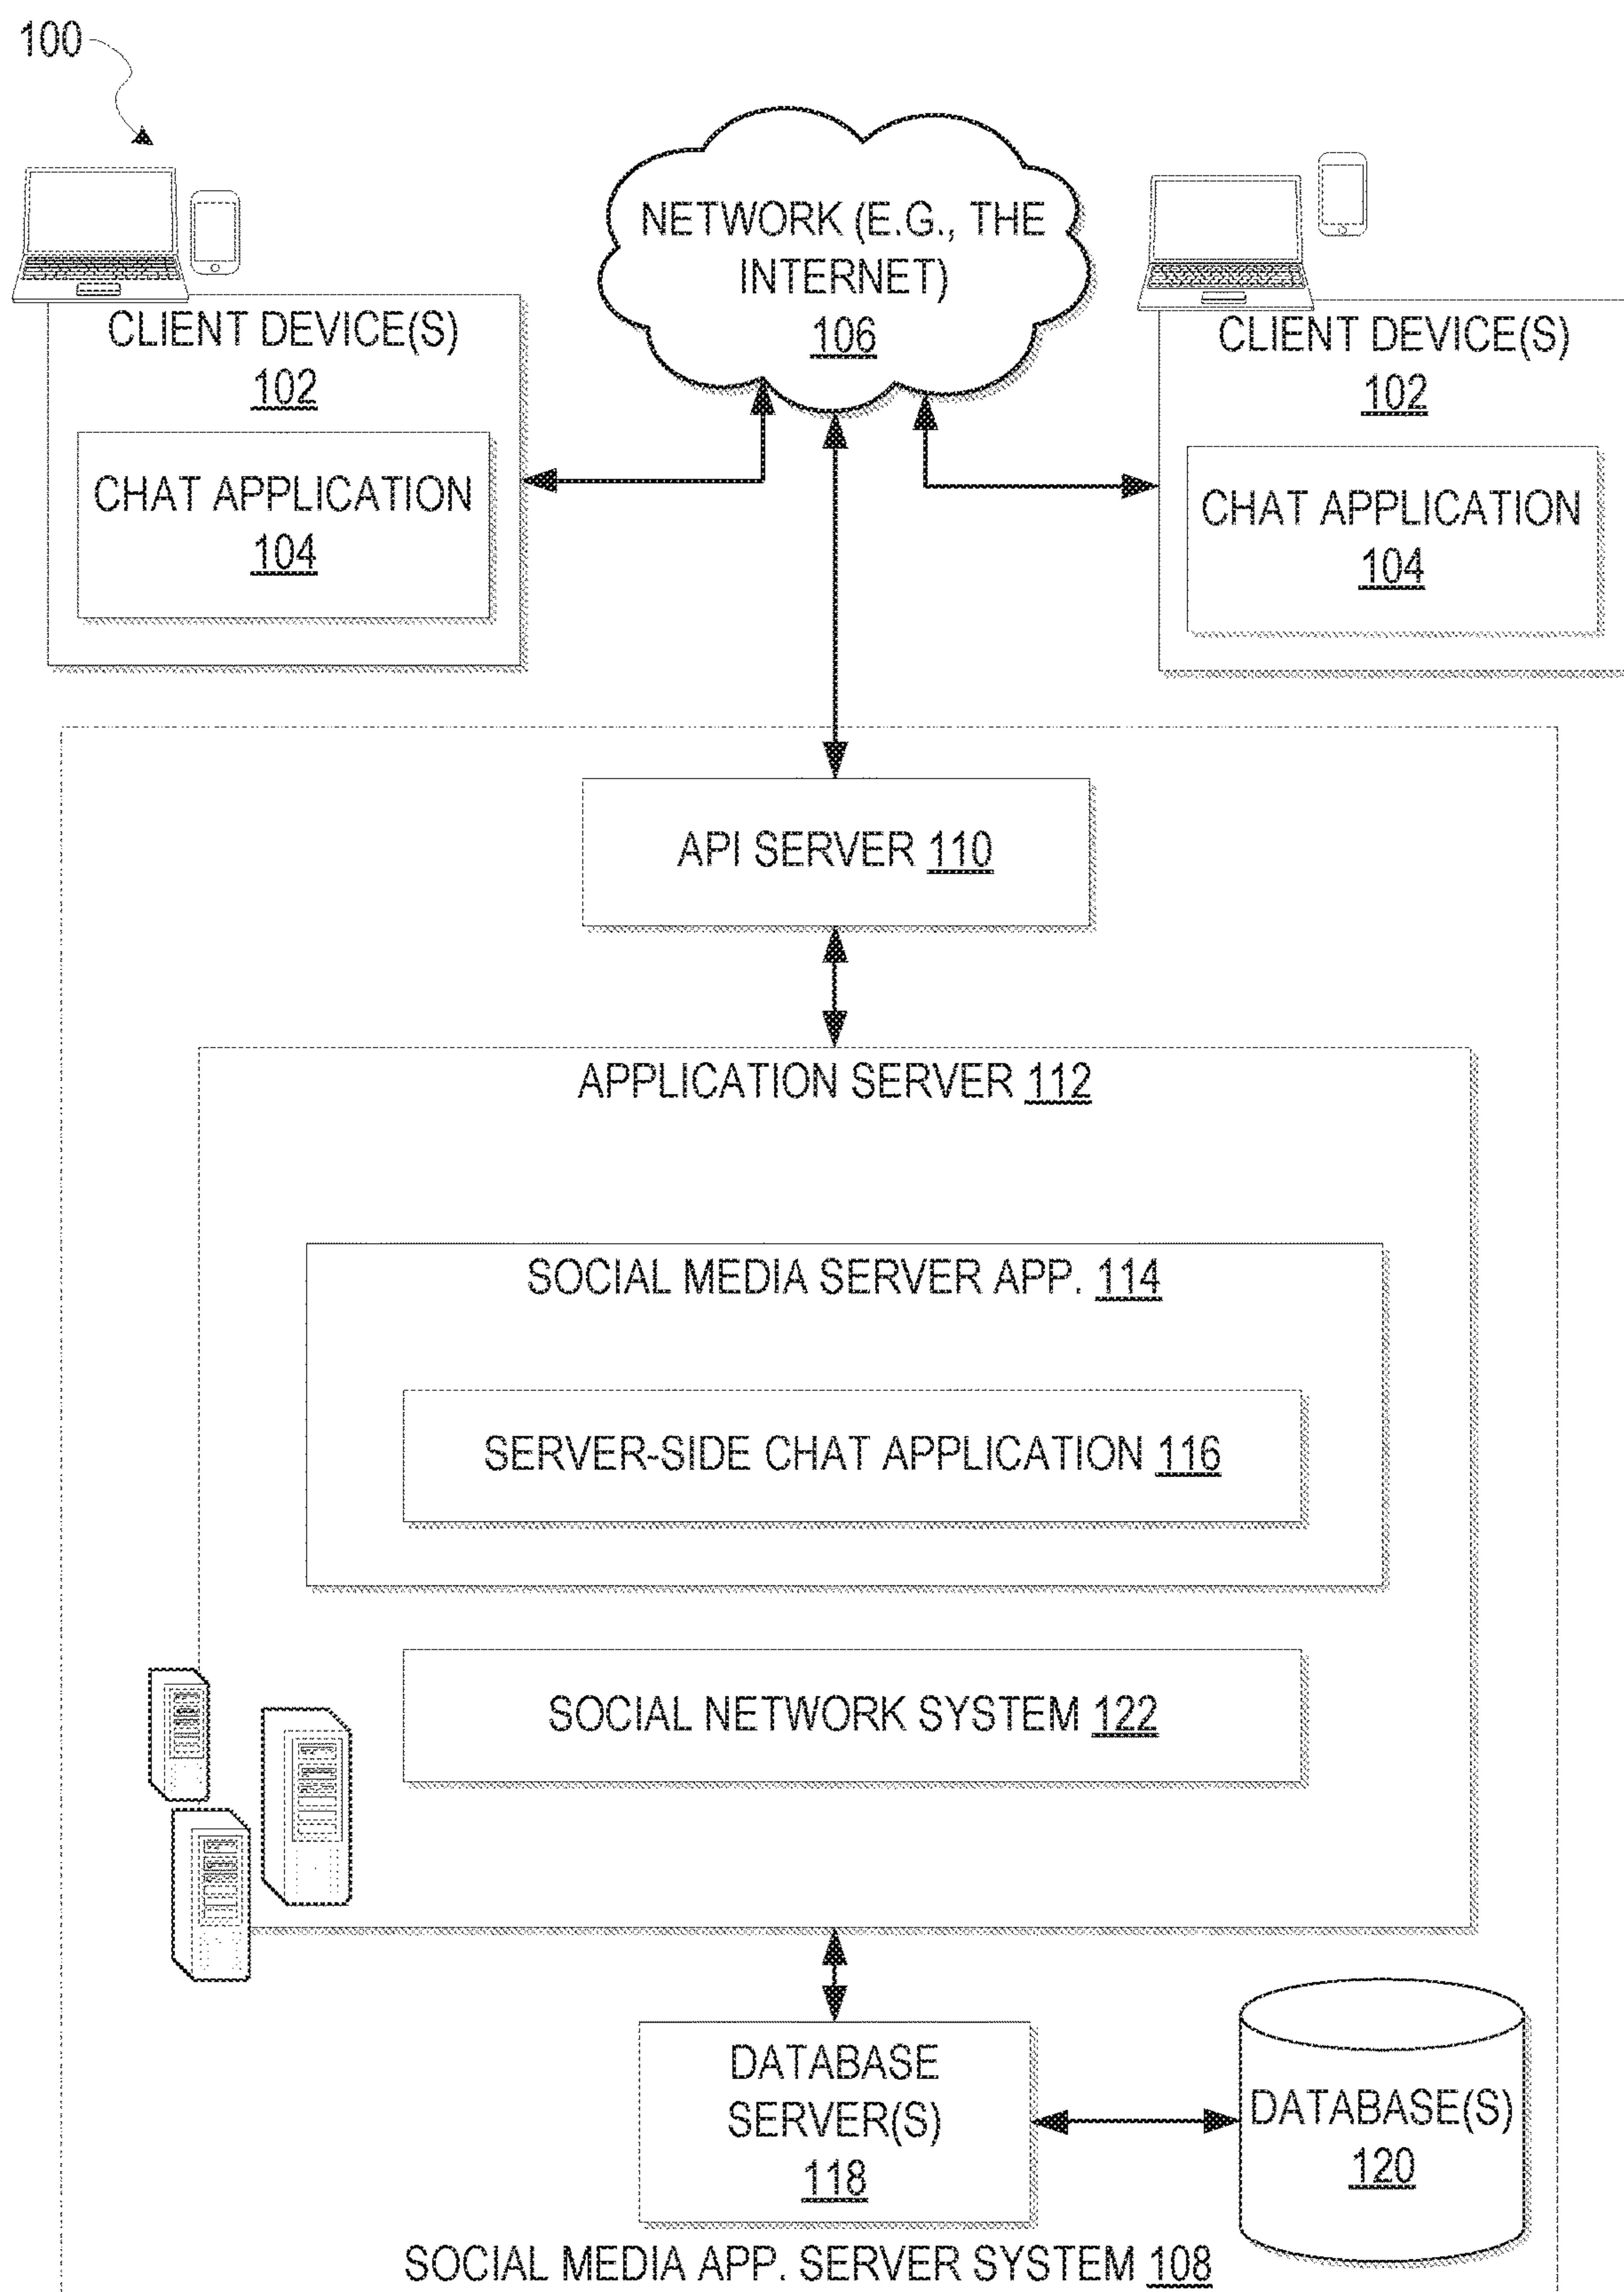 100
NETWORK (E.G., THE
INTERNET)
106
CLIENT DEVICE(S)
102
CHAT APPLICATION
104
CLIENT DEVICE(S)
102
CHAT APPLICATION
104
API SERVER 110
APPLICATION SERVER 112
SOCIAL MEDIA SERVER APP. 114
SERVER-SIDE CHAT APPLICATION 116
SOCIAL NETWORK SYSTEM 122
DATABASE
SERVER(S)
118
DATABASE(S)
120
SOCIAL MEDIA APP. SERVER SYSTEM 108